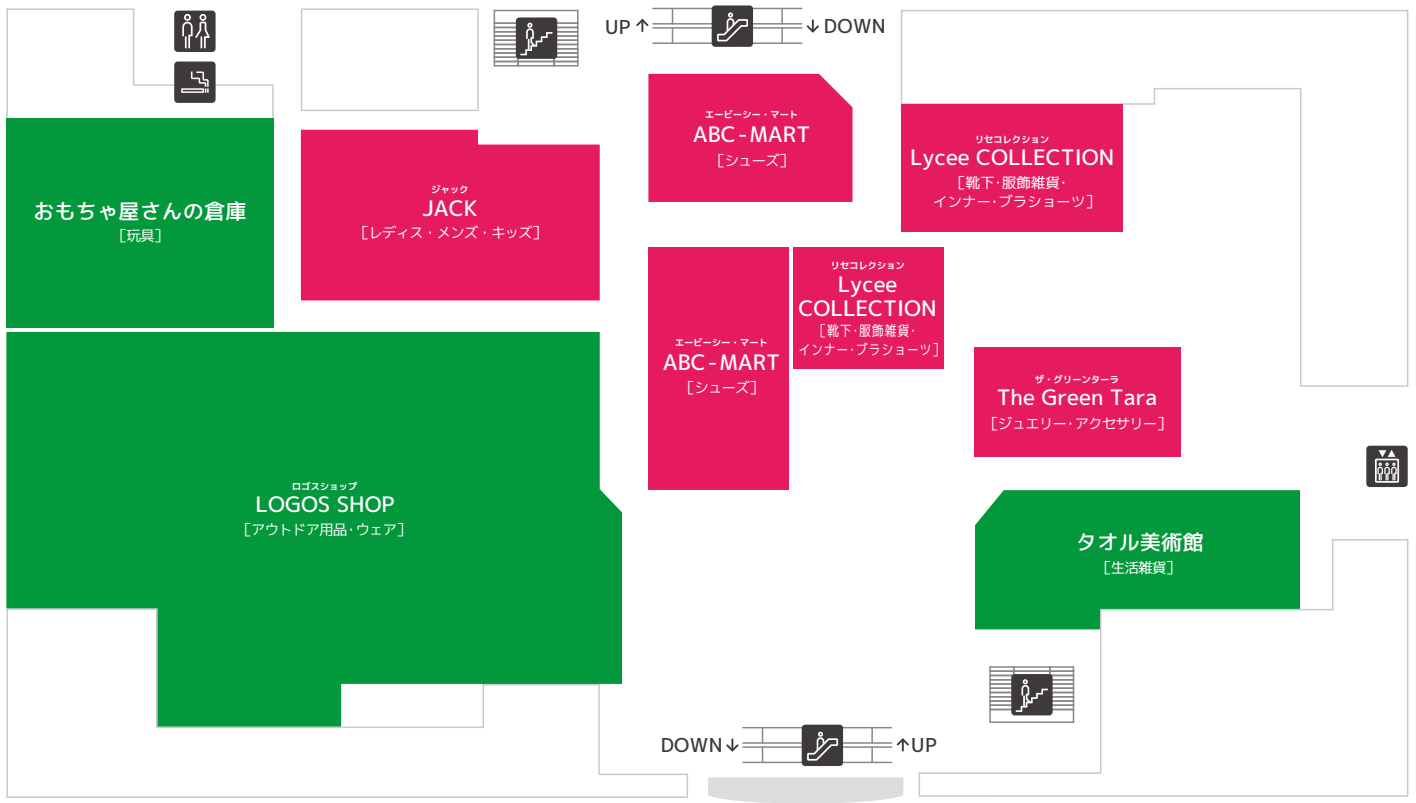 UP ↑
↓ DOWN
エービーシー・マート
ABC-MART
[シューズ]
リセコレクション
Lycee COLLECTION
[靴下・服飾雑貨・
インナー・ブラショーツ]
ジャック
JACK
[レディス・メンズ・キッズ]
おもちゃ屋さんの倉庫
[玩具]
リセコレクション
Lycee
COLLECTION
[靴下・服飾雑貨・
インナー・ブラショーツ]
エービーシー・マート
ABC-MART
[シューズ]
ザ・グリーンターラ
The Green Tara
[ジュエリー・アクセサリー]
ロゴスショップ
LOGOS SHOP
[アウトドア用品・ウェア]
タオル美術館
[生活雑貨]
DOWN ↓
↑UP